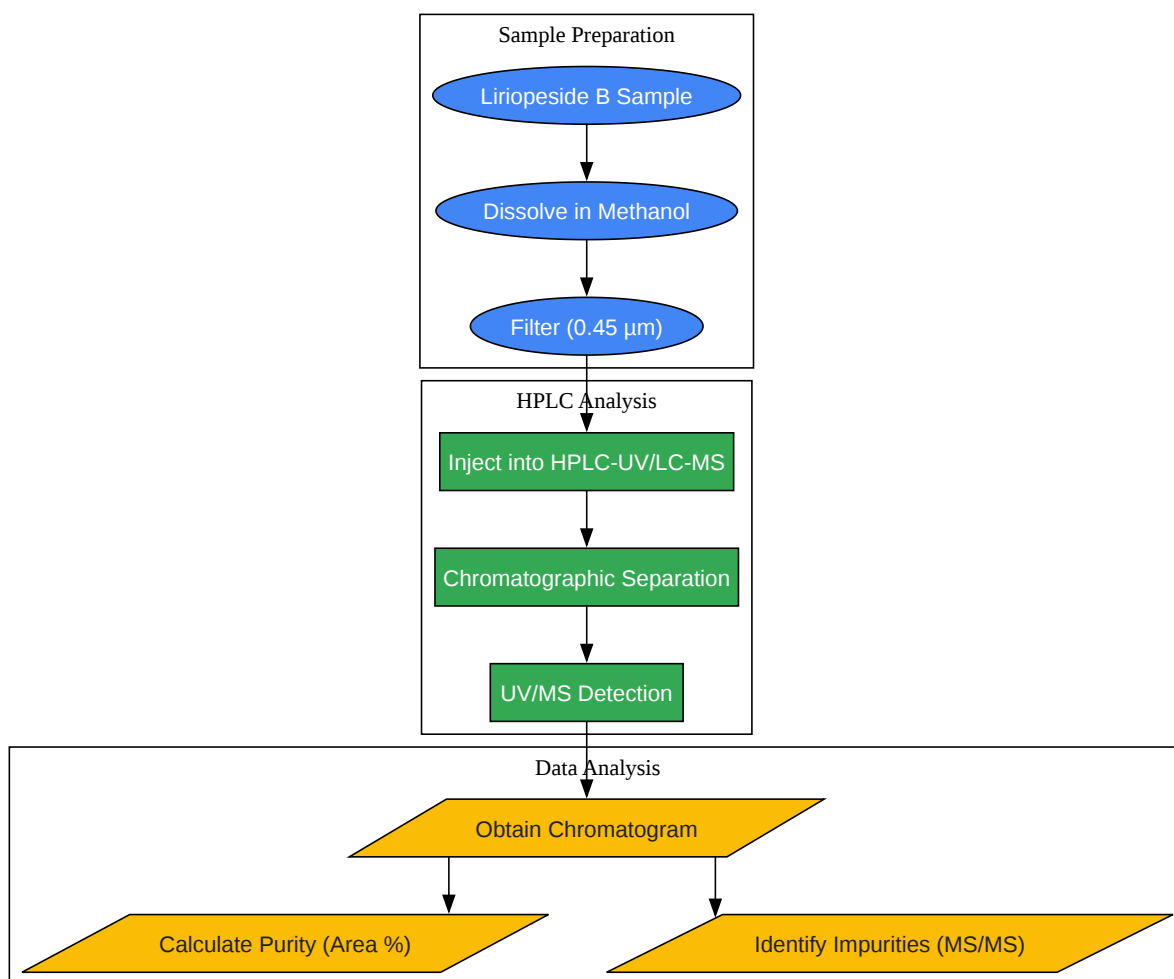 Sample Preparation
Liriopeside B Sample
Dissolve in Methanol
Filter (0.45 µm)
HPLC Analysis
Inject into HPLC-UV/LC-MS
Chromatographic Separation
UV/MS Detection
Data Analysis
Obtain Chromatogram
Calculate Purity (Area %)
Identify Impurities (MS/MS)